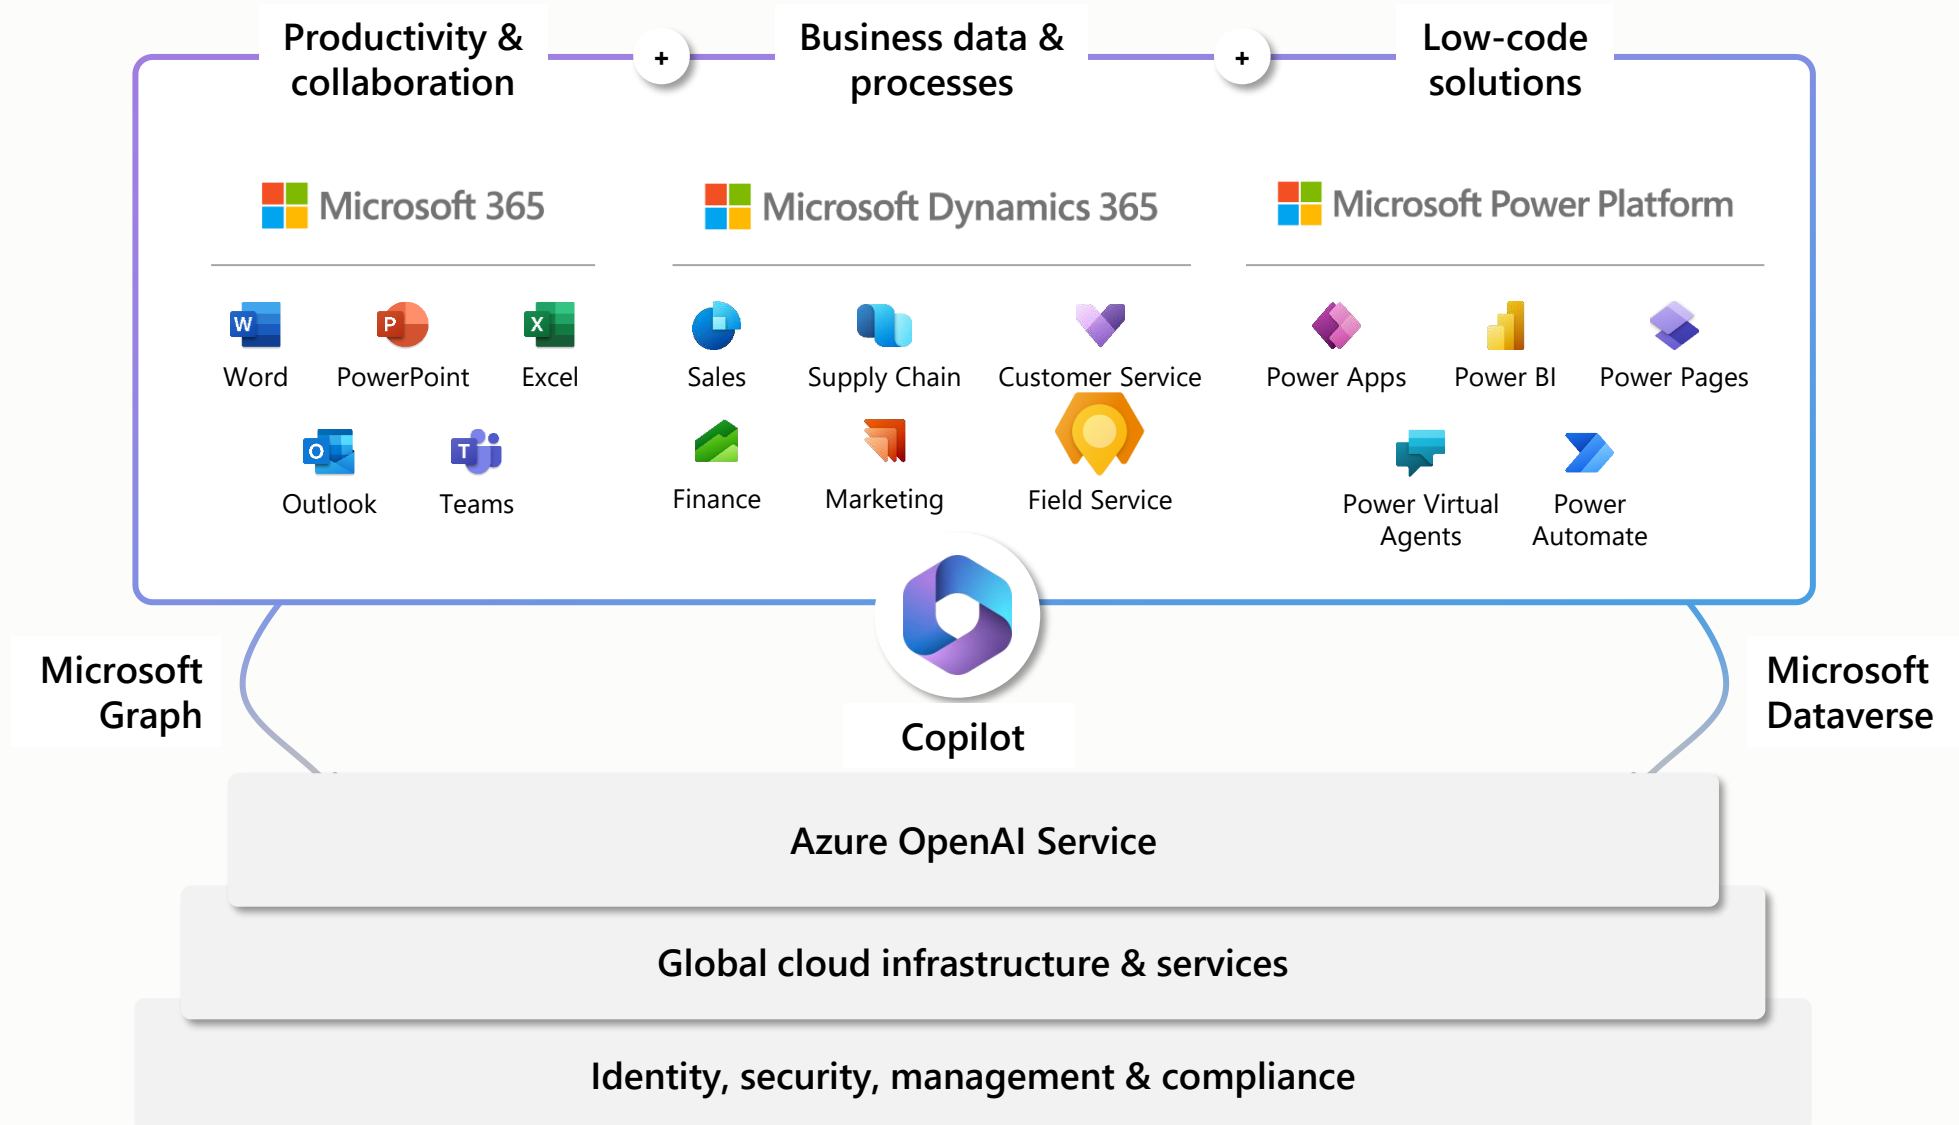 Productivity &
collaboration
+
Business data &
processes
+
Low-code
solutions
Microsoft 365
Microsoft Dynamics 365
Microsoft Power Platform
W
P
X
Word
PowerPoint
Excel
Sales
Supply Chain
Customer Service
Power Apps
Power BI
Power Pages
O
T
Outlook
Teams
Finance
Marketing
Field Service
Power Virtual
Agents
Power
Automate
Microsoft
Graph
Copilot
Microsoft
Dataverse
Azure OpenAI Service
Global cloud infrastructure & services
Identity, security, management & compliance